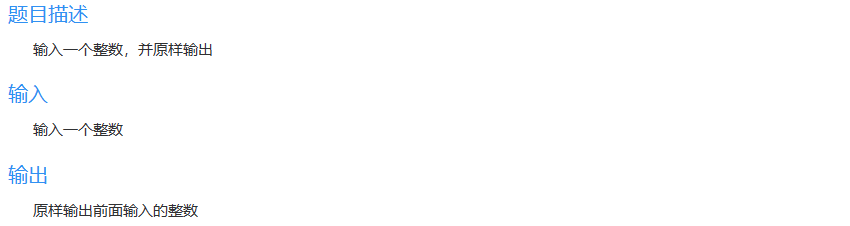 题目描述
输入一个整数，并原样输出
输入
输入一个整数
输出
原样输出前面输入的整数